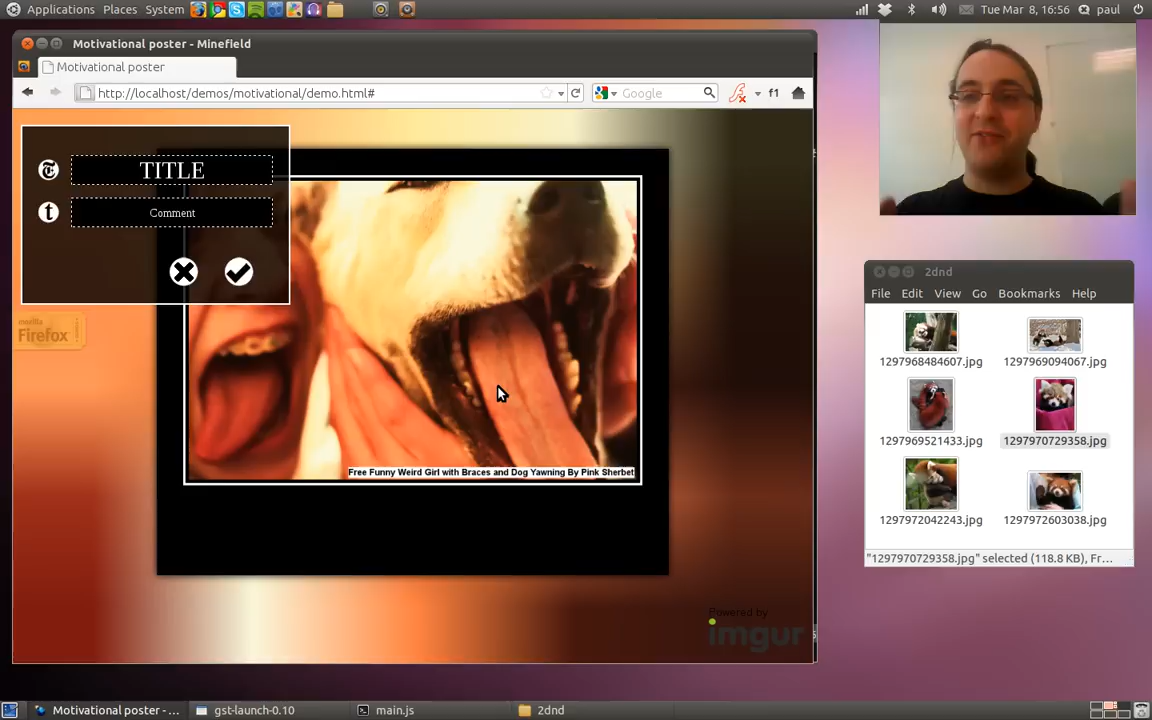 Applications Places System
Tue Mar 8, 16:56 paul
Motivational poster - Minefield
Motivational poster
http://localhost/demos/motivational/demo.html#
Google
f1
TITLE
t Comment
mozilla
Firefox
Free Funny Weird Girl with Braces and Dog Yawning By Pink Sherbet
Powered by
imgur
2dnd
File Edit View Go Bookmarks Help
1297968484607.jpg 1297969094067.jpg
1297969521433.jpg 1297970729358.jpg
1297972042243.jpg 1297972603038.jpg
"1297970729358.jpg" selected (118.8 KB), Fr...
Motivational poster - ... gst-launch-0.10 main.js 2dnd